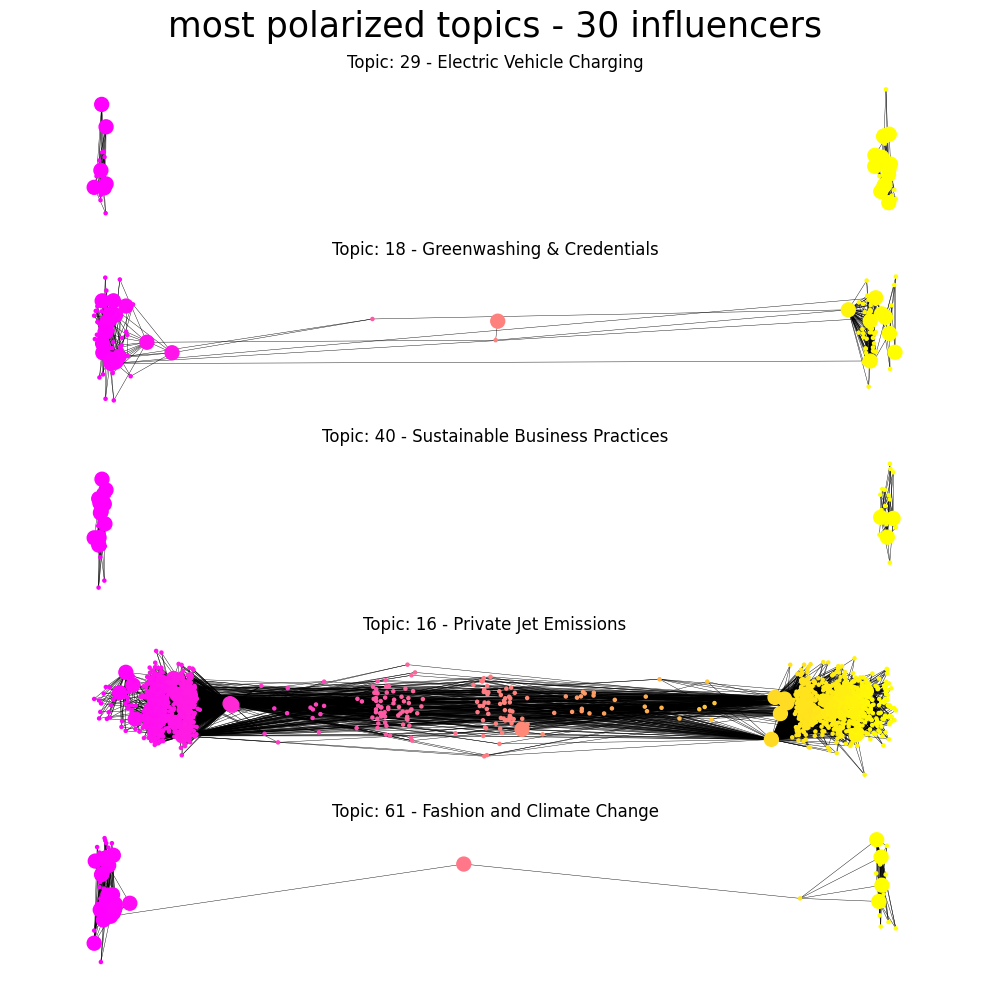 most polarized topics - 30 influencers
Topic: 29 - Electric Vehicle Charging
Topic: 18 - Greenwashing & Credentials
Topic: 40 - Sustainable Business Practices
Topic: 16 - Private Jet Emissions
Topic: 61 - Fashion and Climate Change